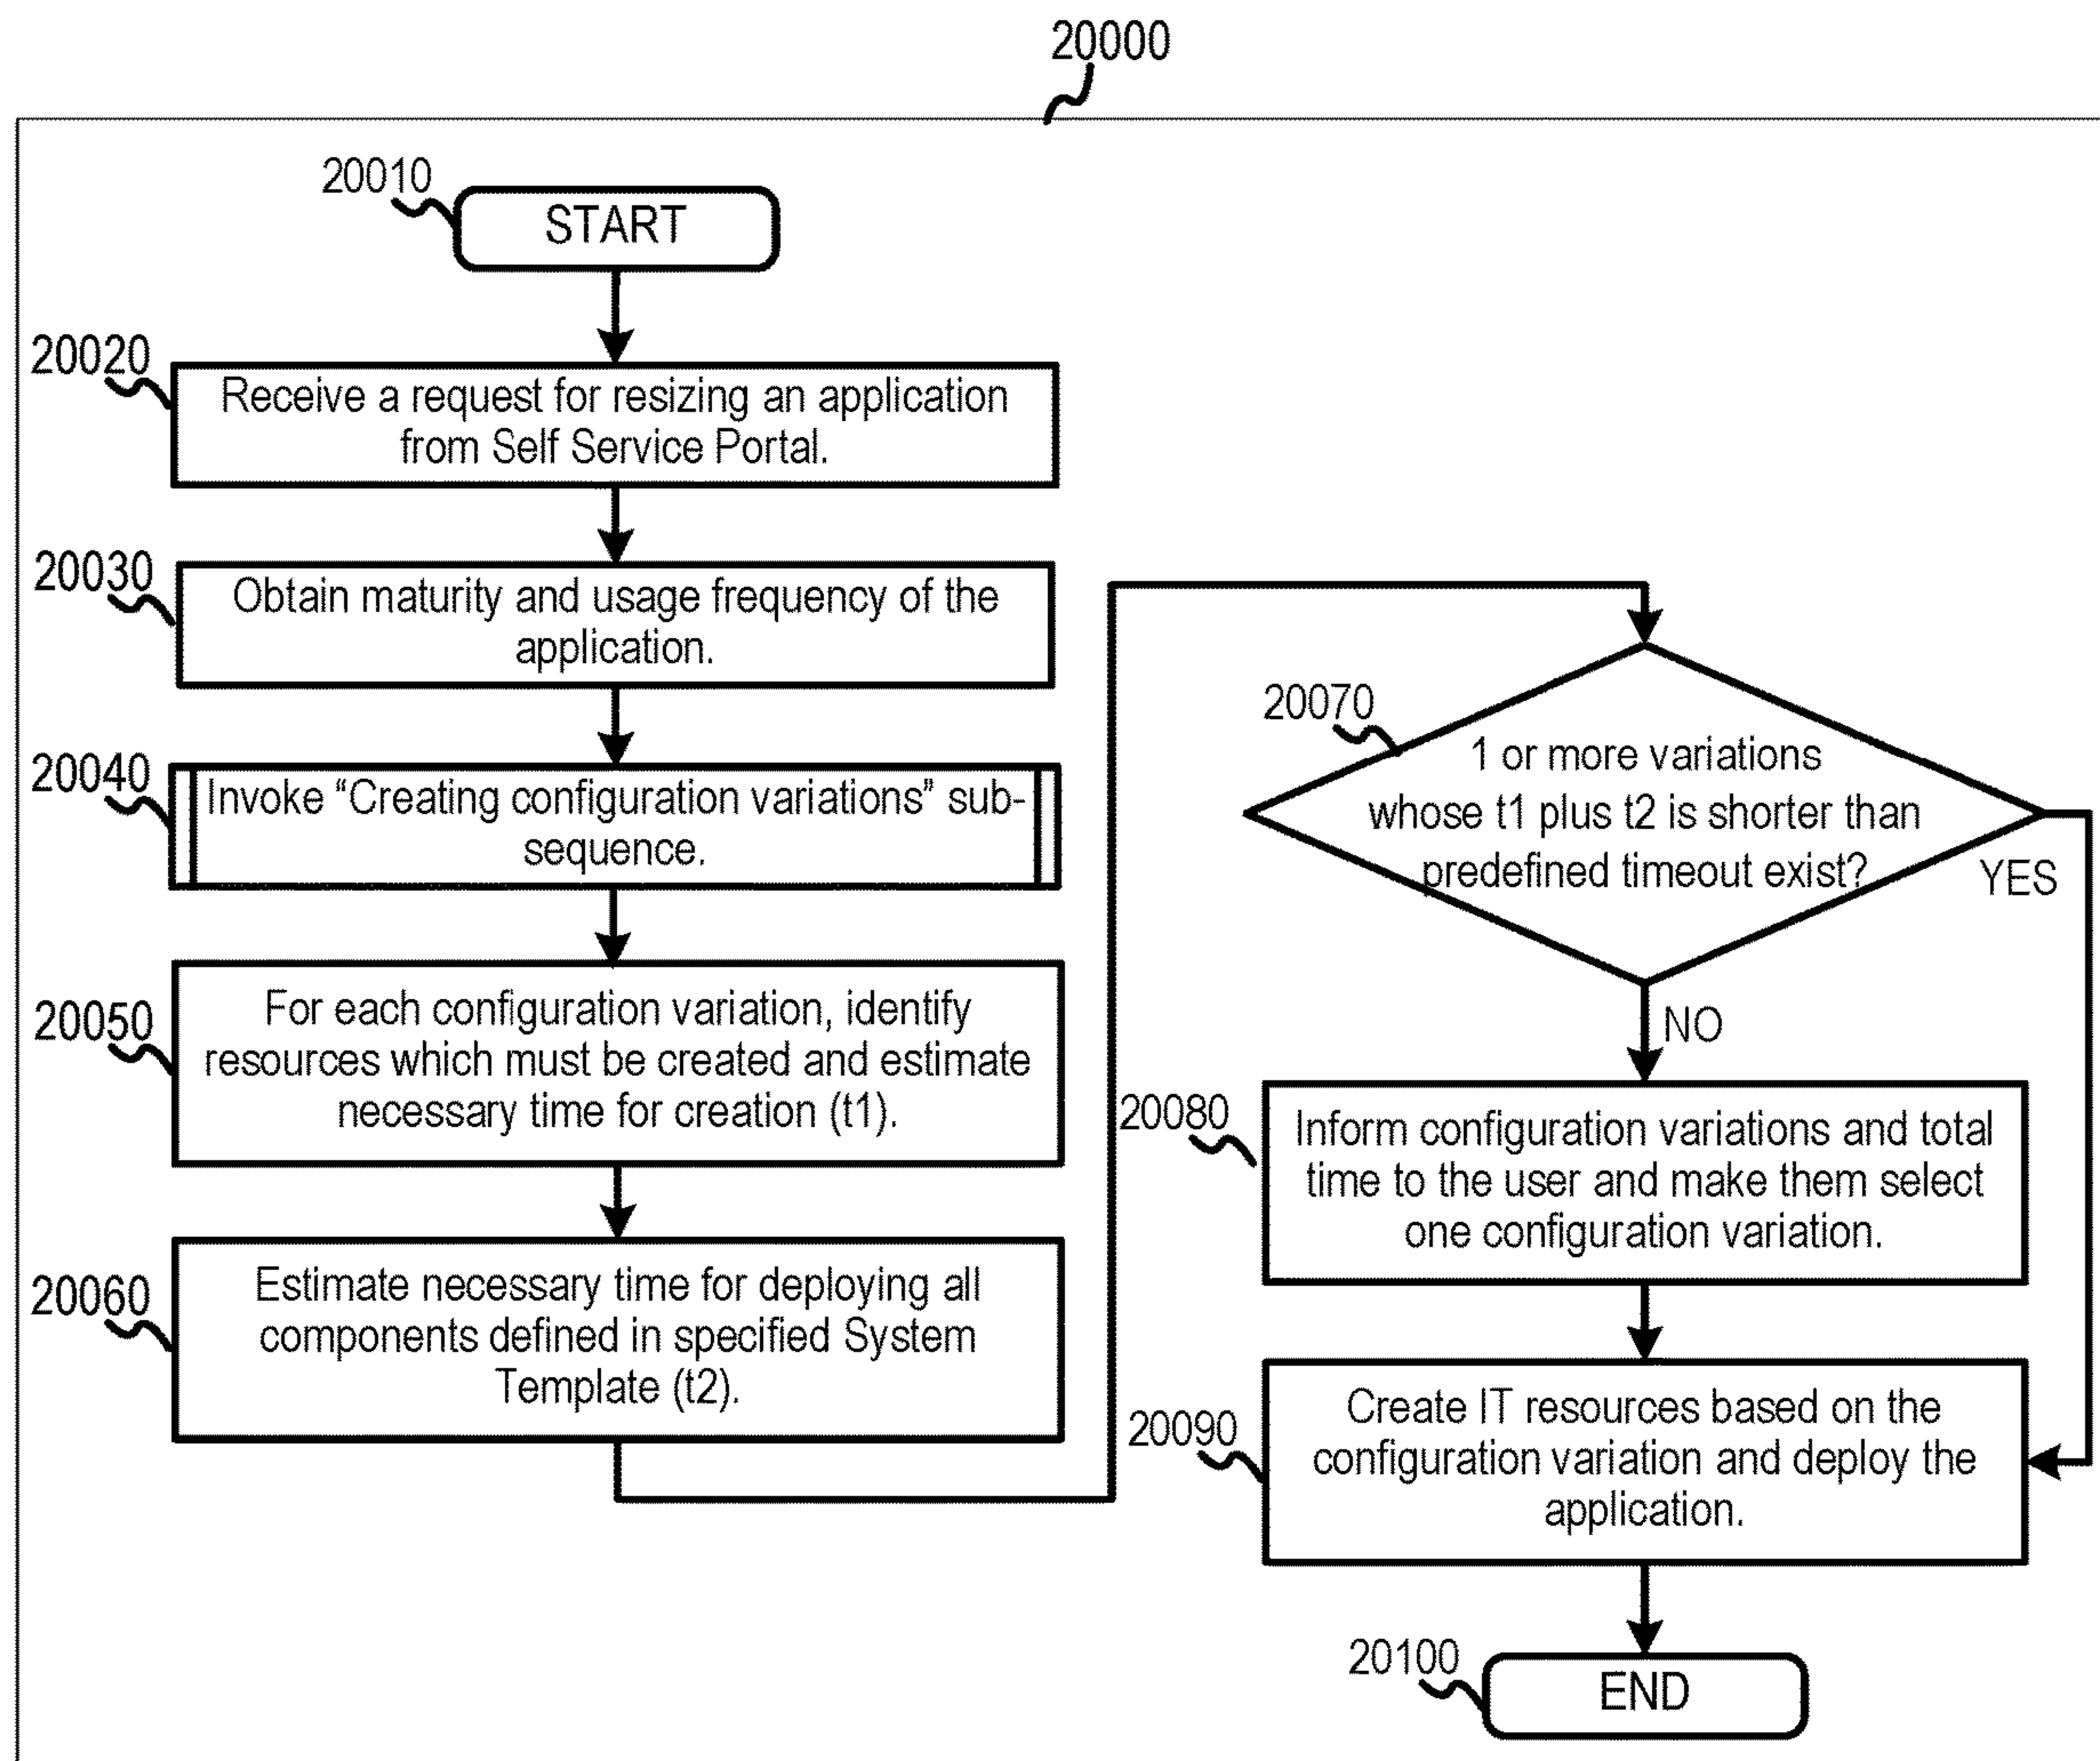 20000
20010
START
20020
Receive a request for resizing an application
from Self Service Portal.
20030
Obtain maturity and usage frequency of the
application.
20040
Invoke “Creating configuration variations” sub-
sequence.
20050
For each configuration variation, identify
resources which must be created and estimate
necessary time for creation (t1).
20060
Estimate necessary time for deploying all
components defined in specified System
Template (t2).
20070
1 or more variations
whose t1 plus t2 is shorter than
predefined timeout exist?
YES
NO
20080
Inform configuration variations and total
time to the user and make them select
one configuration variation.
20090
Create IT resources based on the
configuration variation and deploy the
application.
20100
END